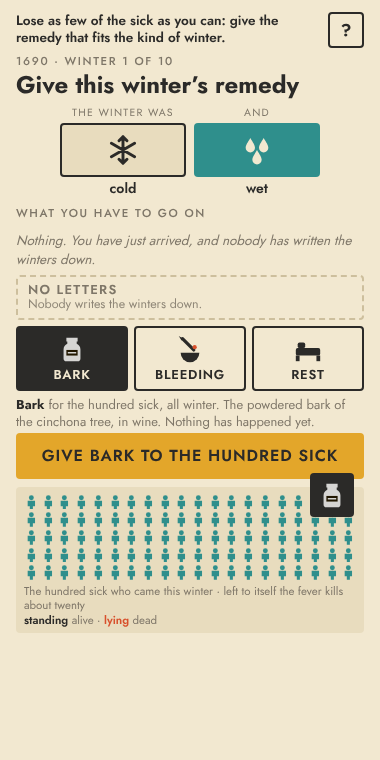 Lose as few of the sick as you can: give the
remedy that fits the kind of winter.
?
1690 · WINTER 1 OF 10
Give this winter’s remedy
THE WINTER WAS
AND
cold
wet
WHAT YOU HAVE TO GO ON
Nothing. You have just arrived, and nobody has written the
winters down.
NO LETTERS
Nobody writes the winters down.
BARK
BLEEDING
REST
Bark for the hundred sick, all winter. The powdered bark of
the cinchona tree, in wine. Nothing has happened yet.
GIVE BARK TO THE HUNDRED SICK
The hundred sick who came this winter · left to itself the fever kills
about twenty
standing alive · lying dead